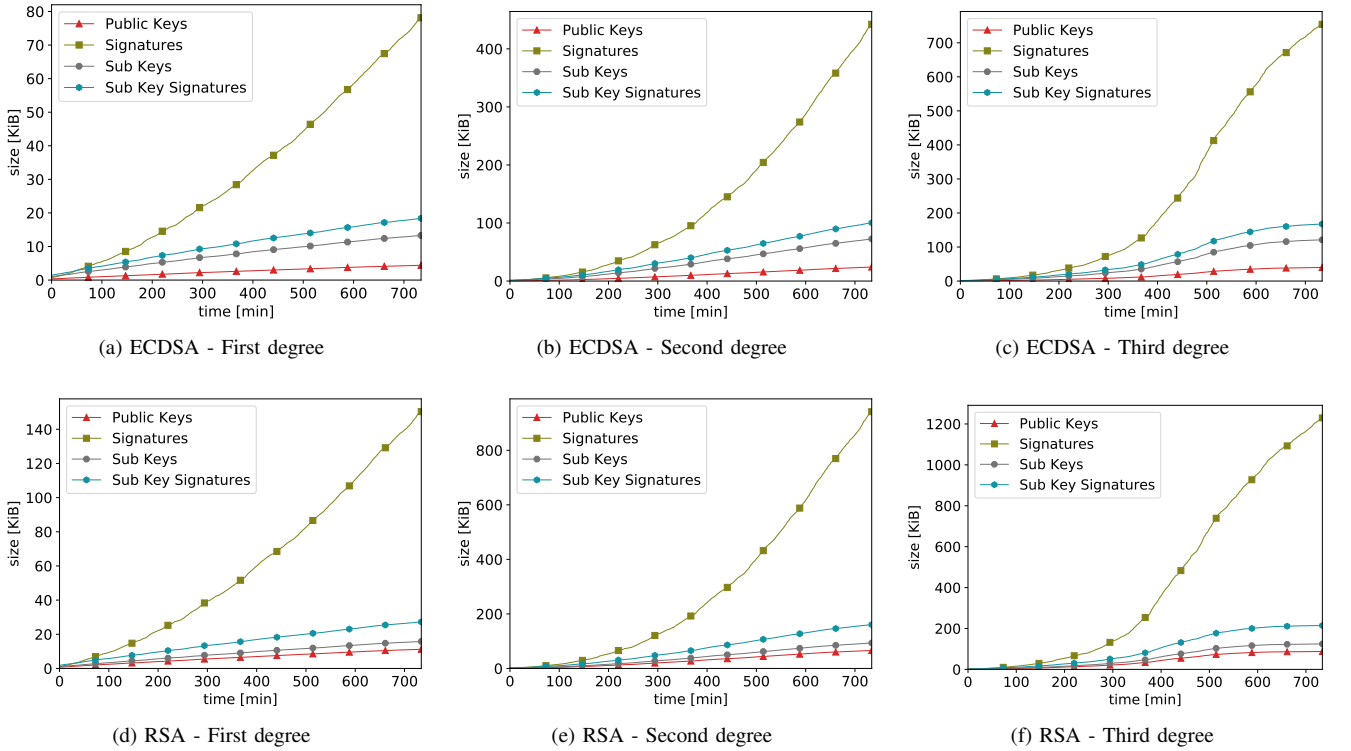 80
70
60
50
40
30
20
10
0
size [KiB]
Public Keys
Signatures
Sub Keys
Sub Key Signatures
0 100 200 300 400 500 600 700
time [min]
(a) ECDSA - First degree
400
300
200
100
0
size [KiB]
Public Keys
Signatures
Sub Keys
Sub Key Signatures
0 100 200 300 400 500 600 700
time [min]
(b) ECDSA - Second degree
700
600
500
400
300
200
100
0
size [KiB]
Public Keys
Signatures
Sub Keys
Sub Key Signatures
0 100 200 300 400 500 600 700
time [min]
(c) ECDSA - Third degree
140
120
100
80
60
40
20
0
size [KiB]
Public Keys
Signatures
Sub Keys
Sub Key Signatures
0 100 200 300 400 500 600 700
time [min]
(d) RSA - First degree
800
600
400
200
0
size [KiB]
Public Keys
Signatures
Sub Keys
Sub Key Signatures
0 100 200 300 400 500 600 700
time [min]
(e) RSA - Second degree
1200
1000
800
600
400
200
0
size [KiB]
Public Keys
Signatures
Sub Keys
Sub Key Signatures
0 100 200 300 400 500 600 700
time [min]
(f) RSA - Third degree